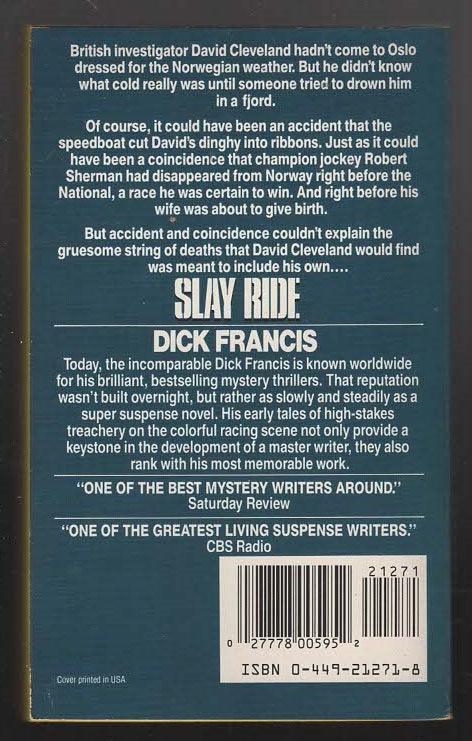 British investigator David Cleveland hadn't come to Oslo
dressed for the Norwegian weather. But he didn't know
what cold really was until someone tried to drown him
in a fjord.
Of course, it could have been an accident that the
speedboat cut David's dinghy into ribbons. Just as it could
have been a coincidence that champion jockey Robert
Sherman had disappeared from Norway right before the
National, a race he was certain to win. And right before his
wife was about to give birth.
But accident and coincidence couldn't explain the
gruesome string of deaths that David Cleveland would find
was meant to include his own....
SLAY RIDE
DICK FRANCIS
Today, the incomparable Dick Francis is known worldwide
for his brilliant, bestselling mystery thrillers. That reputation
wasn't built overnight, but rather as slowly and steadily as a
super suspense novel. His early tales of high-stakes
treachery on the colorful racing scene not only provide a
keystone in the development of a master writer, they also
rank with his most memorable work.
"ONE OF THE BEST MYSTERY WRITERS AROUND."
Saturday Review
"ONE OF THE GREATEST LIVING SUSPENSE WRITERS."
CBS Radio
21271
0 27778 00595 2
ISBN 0-449-21271-8
Cover printed in USA